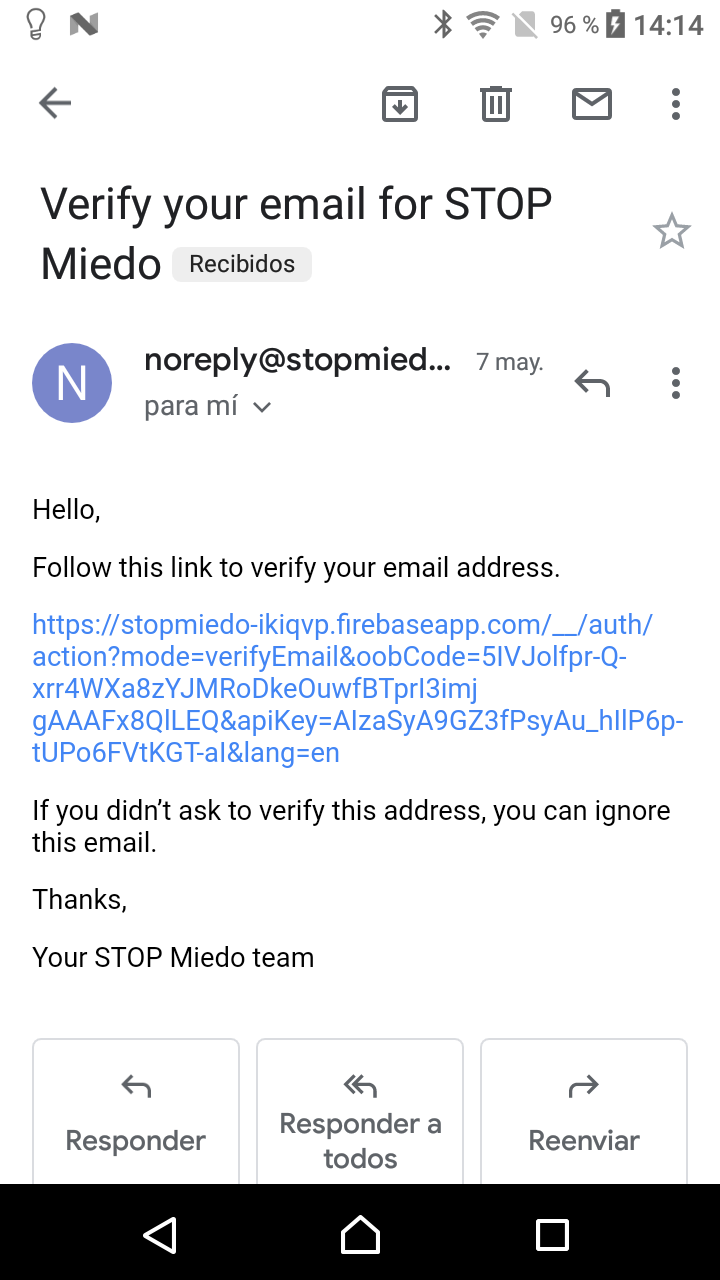 96 % 14:14
Verify your email for STOP
Miedo Recibidos
N
noreply@stopmied... 7 may.
para mí
Hello,
Follow this link to verify your email address.
https://stopmiedo-ikiqvp.firebaseapp.com/__/auth/
action?mode=verifyEmail&oobCode=5IVJolfpr-Q-
xrr4WXa8zYJMRoDkeOuwfBTprI3imj
gAAAFx8QlLEQ&apiKey=AIzaSyA9GZ3fPsyAu_hIlP6p-
tUPo6FVtKGT-aI&lang=en
If you didn’t ask to verify this address, you can ignore
this email.
Thanks,
Your STOP Miedo team
Responder
Responder a
todos
Reenviar